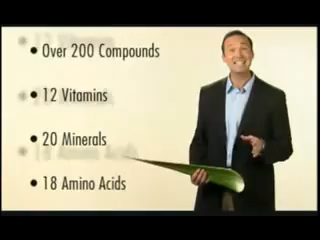 • Over 200 Compounds
• 12 Vitamins
• 20 Minerals
• 18 Amino Acids